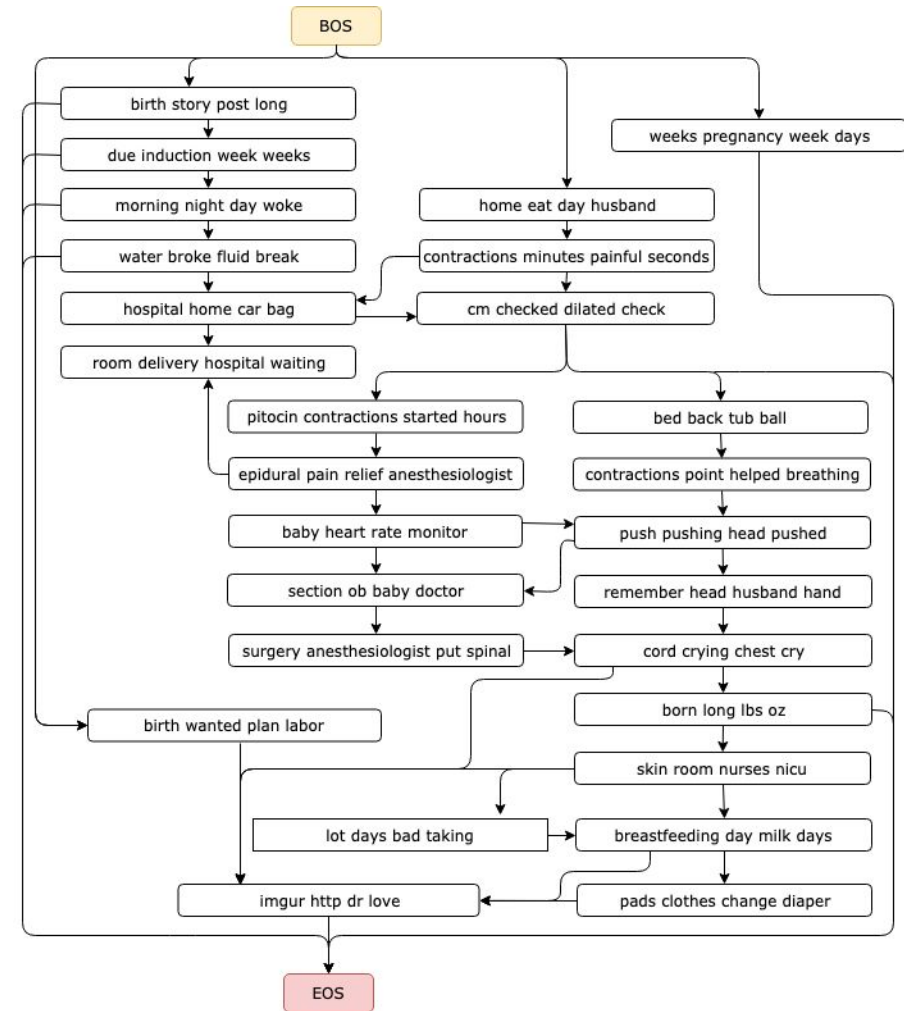 BOS
birth story post long
weeks pregnancy week days
due induction week weeks
morning night day woke
home eat day husband
water broke fluid break
contractions minutes painful seconds
hospital home car bag
cm checked dilated check
room delivery hospital waiting
pitocin contractions started hours
bed back tub ball
epidural pain relief anesthesiologist
contractions point helped breathing
baby heart rate monitor
push pushing head pushed
section ob baby doctor
remember head husband hand
surgery anesthesiologist put spinal
cord crying chest cry
birth wanted plan labor
born long lbs oz
skin room nurses nicu
lot days bad taking
breastfeeding day milk days
imgur http dr love
pads clothes change diaper
EOS